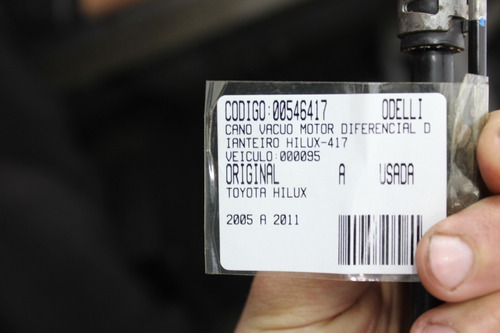 CODIGO:00546417 ODELLI
CANO VACUO MOTOR DIFERENCIAL D
IANTEIRO HILUX-417
VEICULO:000095
ORIGINAL A USADA
TOYOTA HILUX
2005 A 2011